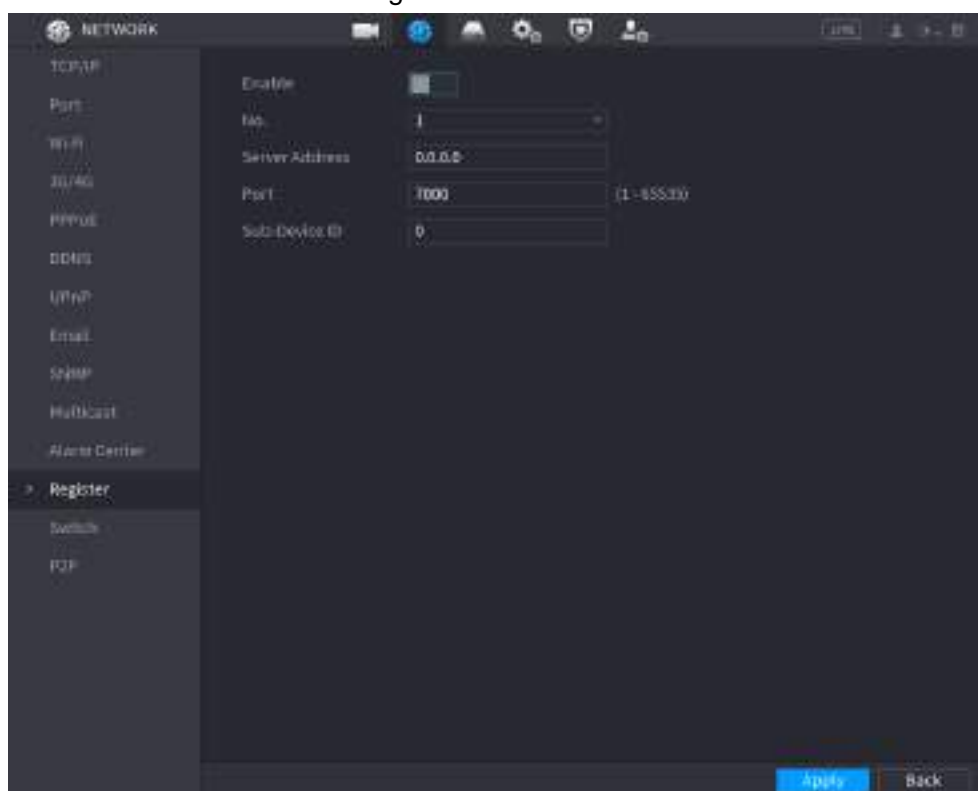 NETWORK
LIVE
TCP/IP
Port
Wi-Fi
3G/4G
PPPoE
DDNS
UPnP
Email
SNMP
Multicast
Alarm Center
> Register
Switch
P2P
Enable
No. 1
Server Address 0.0.0.0
Port 7000 (1 - 65535)
Sub-Device ID 0
Apply Back